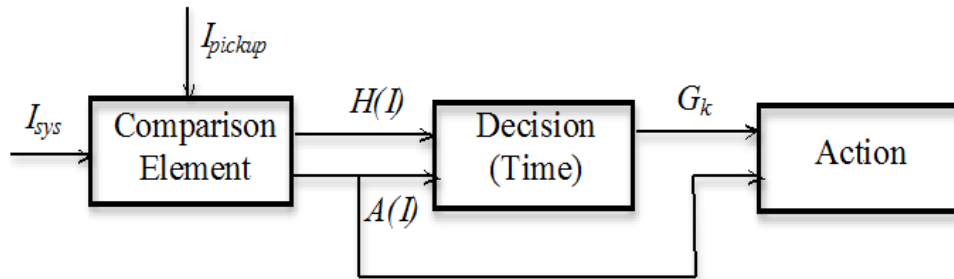 I_pickup
I_sys
Comparison
Element
H(I)
A(I)
Decision
(Time)
G_k
Action